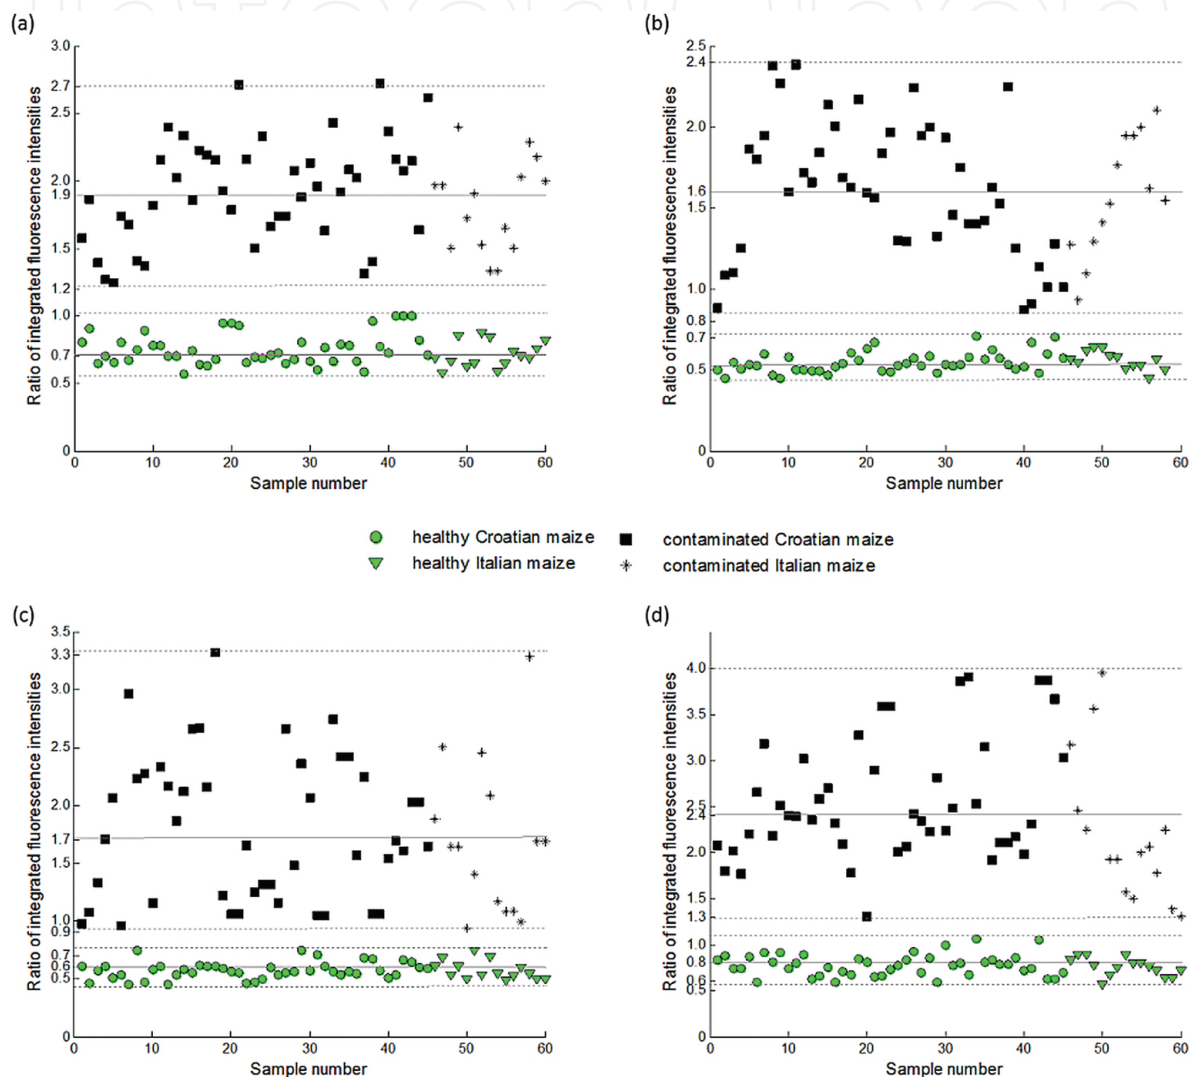 (a)
Ratio of integrated fluorescence intensities
3.0
2.7
2.5
2.0
1.9
1.5
1.2
1.0
0.7
0.5
0
0 10 20 30 40 50 60
Sample number
(b)
Ratio of integrated fluorescence intensities
2.5
2.4
2.0
1.6
1.5
1.0
0.8
0.7
0.5
0
0 10 20 30 40 50 60
Sample number
healthy Croatian maize
contaminated Croatian maize
healthy Italian maize
contaminated Italian maize
(c)
Ratio of integrated fluorescence intensities
3.5
3.3
3.0
2.5
2.0
1.7
1.5
1.0
0.9
0.7
0.6
0.5
0
0 10 20 30 40 50 60
Sample number
(d)
Ratio of integrated fluorescence intensities
4.0
3.5
3.0
2.5
2.4
2.0
1.5
1.3
1.0
0.8
0.6
0.5
0
0 10 20 30 40 50 60
Sample number